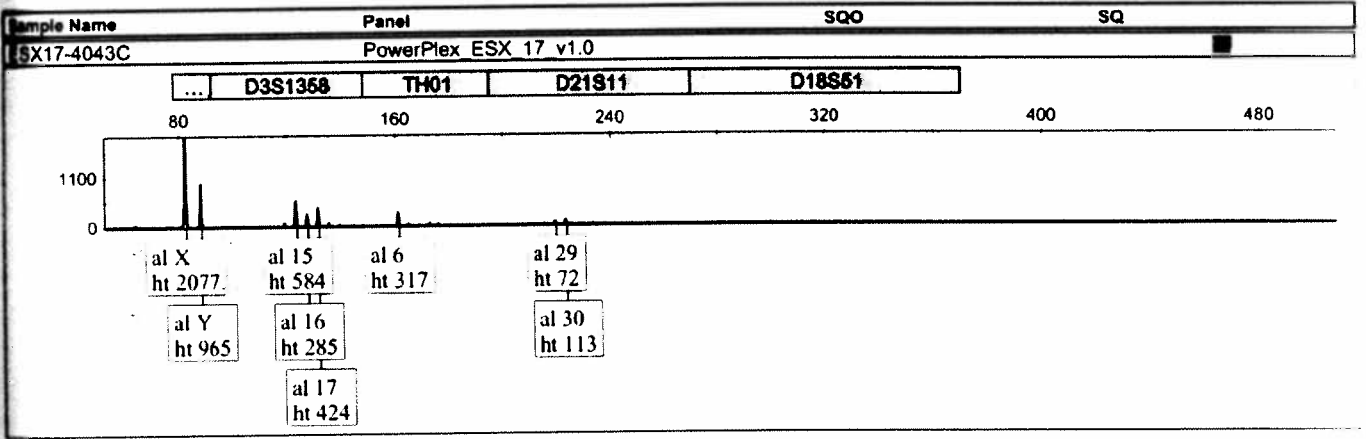 Sample Name Panel SQO SQ
ESX17-4043C PowerPlex_ESX_17_v1.0
... D3S1358 TH01 D21S11 D18S51
80 160 240 320 400 480
1100
0
al X al 15 al 6 al 29
ht 2077 ht 584 ht 317 ht 72
al Y al 16 al 30
ht 965 ht 285 ht 113
al 17
ht 424